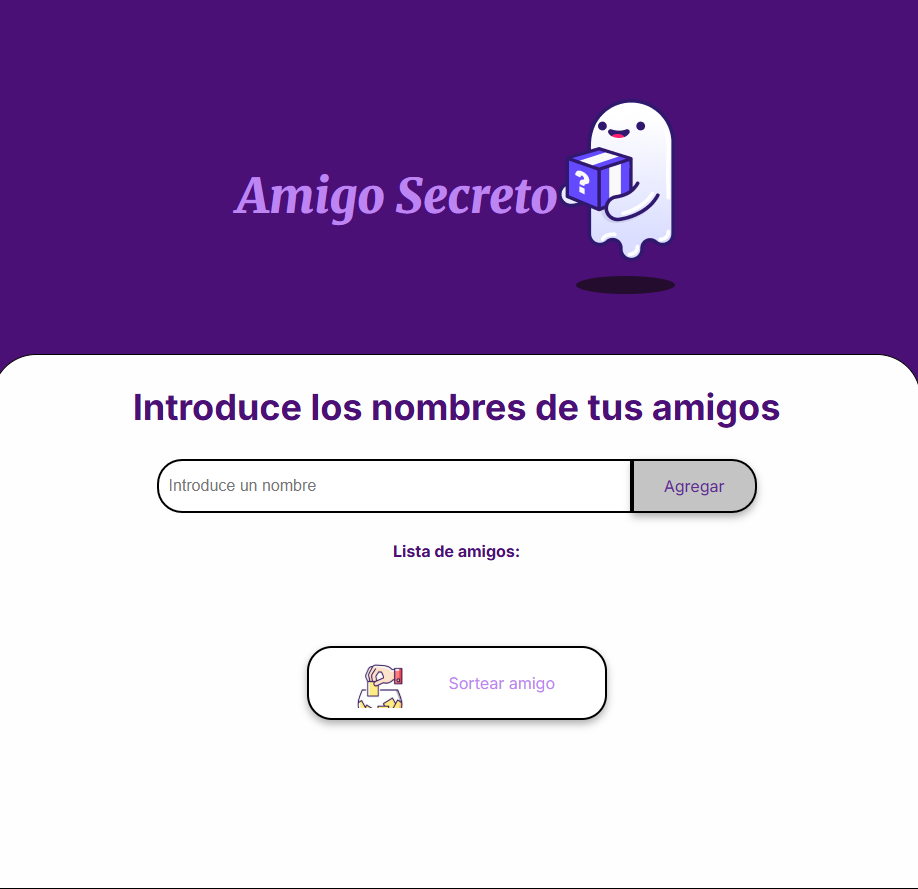 Amigo Secreto
?
Introduce los nombres de tus amigos
Introduce un nombre
Agregar
Lista de amigos:
Sortear amigo